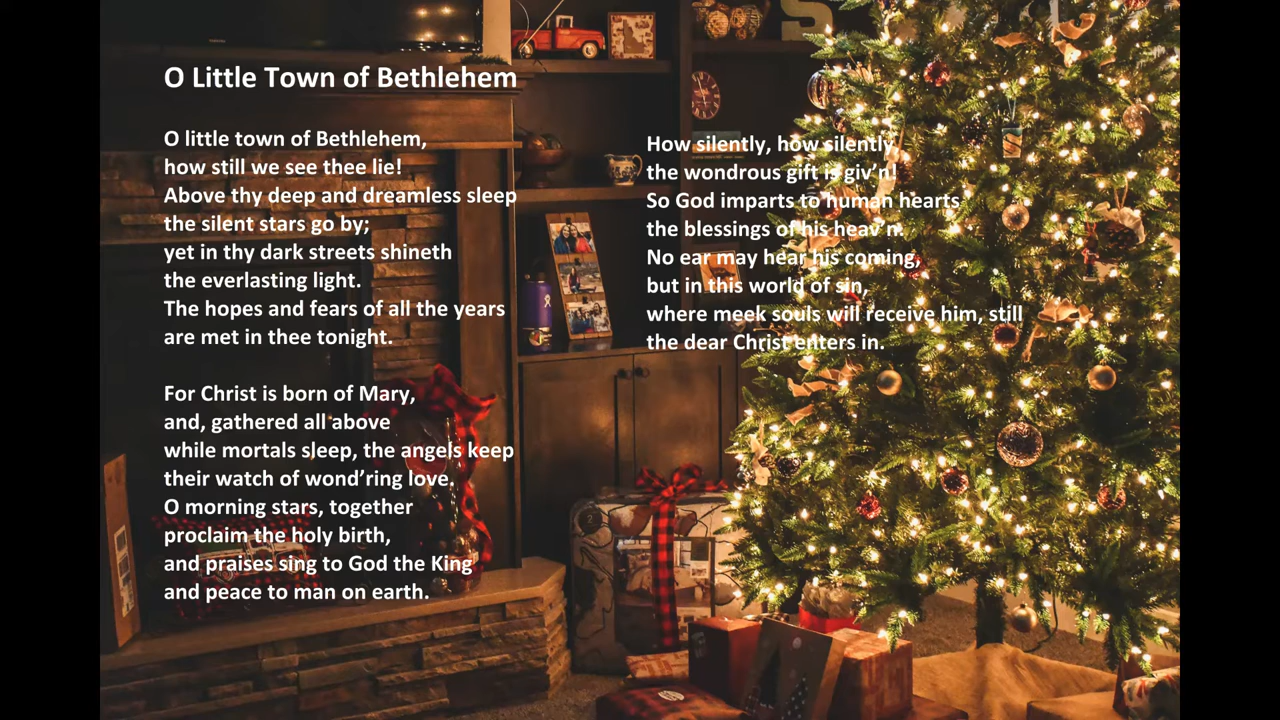 O Little Town of Bethlehem
O little town of Bethlehem,
how still we see thee lie!
Above thy deep and dreamless sleep
the silent stars go by;
yet in thy dark streets shineth
the everlasting light.
The hopes and fears of all the years
are met in thee tonight.
For Christ is born of Mary,
and, gathered all above
while mortals sleep, the angels keep
their watch of wond’ring love.
O morning stars, together
proclaim the holy birth,
and praises sing to God the King
and peace to man on earth.
How silently, how silently,
the wondrous gift is giv’n!
So God imparts to human hearts
the blessings of his heav’n.
No ear may hear his coming,
but in this world of sin,
where meek souls will receive him, still
the dear Christ enters in.